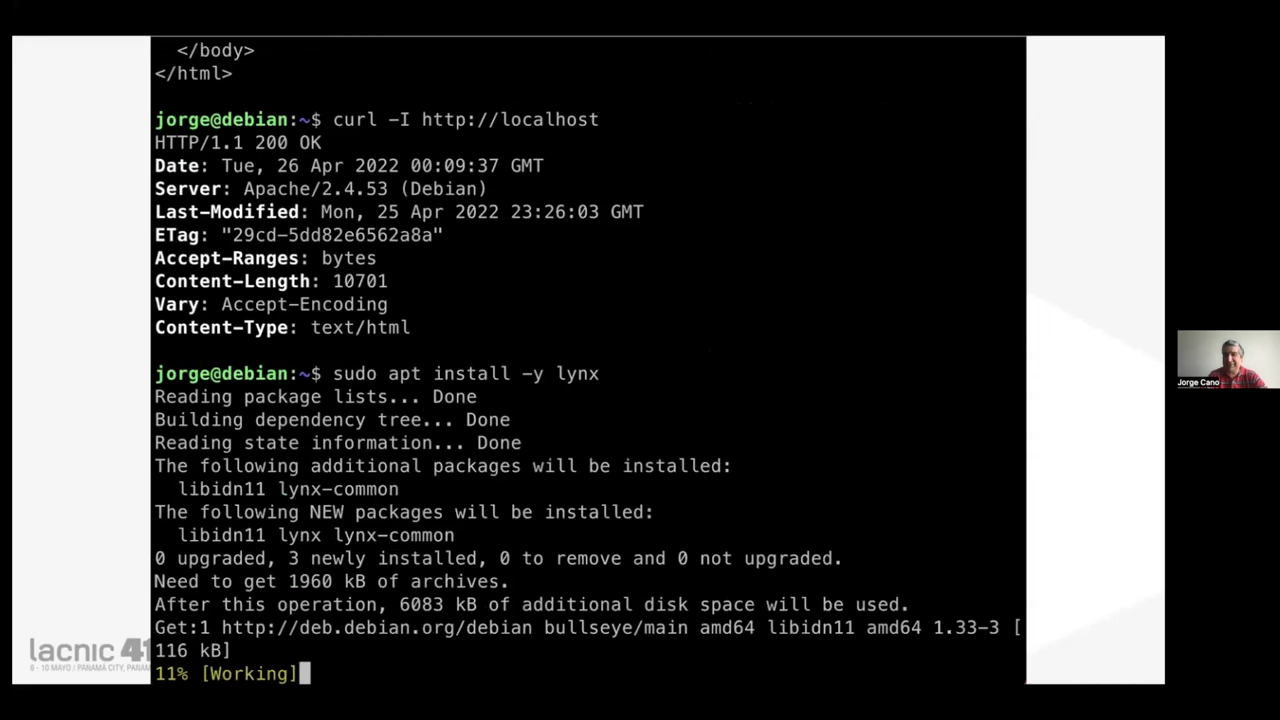 </body>
</html>
jorge@debian:~$ curl -I http://localhost
HTTP/1.1 200 OK
Date: Tue, 26 Apr 2022 00:09:37 GMT
Server: Apache/2.4.53 (Debian)
Last-Modified: Mon, 25 Apr 2022 23:26:03 GMT
ETag: "29cd-5dd82e6562a8a"
Accept-Ranges: bytes
Content-Length: 10701
Vary: Accept-Encoding
Content-Type: text/html
jorge@debian:~$ sudo apt install -y lynx
Reading package lists... Done
Building dependency tree... Done
Reading state information... Done
The following additional packages will be installed:
libidn11 lynx-common
The following NEW packages will be installed:
libidn11 lynx lynx-common
0 upgraded, 3 newly installed, 0 to remove and 0 not upgraded.
Need to get 1960 kB of archives.
After this operation, 6083 kB of additional disk space will be used.
Get:1 http://deb.debian.org/debian bullseye/main amd64 libidn11 amd64 1.33-3 [
116 kB]
11% [Working]
lacnic 41
6 - 10 MAYO / PANAMÁ CITY, PANAM
Jorge Cano